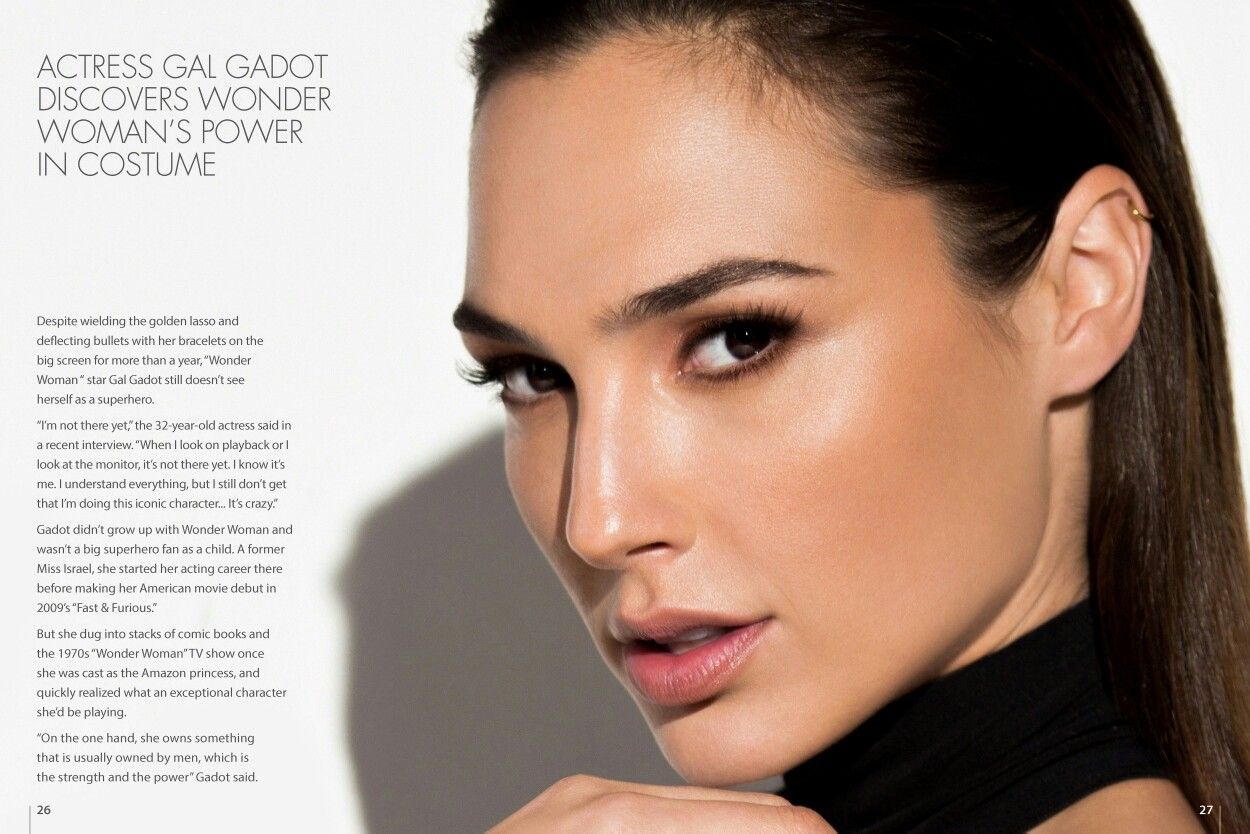 ACTRESS GAL GADOT
DISCOVERS WONDER
WOMAN'S POWER
IN COSTUME
Despite wielding the golden lasso and
deflecting bullets with her bracelets on the
big screen for more than a year, "Wonder
Woman" star Gal Gadot still doesn't see
herself as a superhero.
"I'm not there yet," the 32-year-old actress said in
a recent interview. "When I look on playback or I
look at the monitor, it's not there yet. I know it's
me. I understand everything, but I still don't get
that I'm doing this iconic character... It's crazy."
Gadot didn't grow up with Wonder Woman and
wasn't a big superhero fan as a child. A former
Miss Israel, she started her acting career there
before making her American movie debut in
2009's "Fast & Furious."
But she dug into stacks of comic books and
the 1970s "Wonder Woman" TV show once
she was cast as the Amazon princess, and
quickly realized what an exceptional character
she'd be playing.
"On the one hand, she owns something
that is usually owned by men, which is
the strength and the power" Gadot said.
26
27